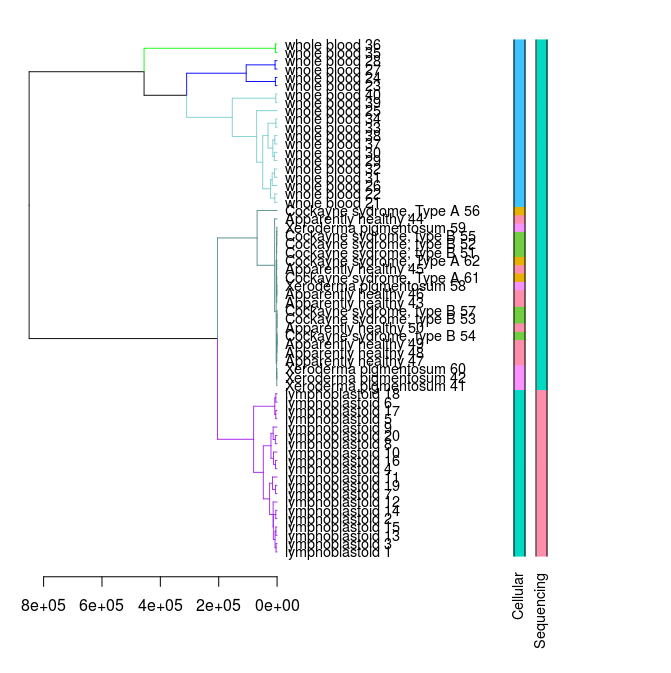 whole blood 36
whole blood 35
whole blood 28
whole blood 27
whole blood 24
whole blood 23
whole blood 40
whole blood 39
whole blood 25
whole blood 34
whole blood 33
whole blood 38
whole blood 37
whole blood 30
whole blood 29
whole blood 32
whole blood 31
whole blood 26
whole blood 22
whole blood 21
Cockayne sydrome, Type A 56
Apparently healthy 44
Xeroderma pigmentosum 59
Cockayne sydrome, type B 55
Cockayne sydrome, type B 52
Cockayne sydrome, type B 51
Cockayne sydrome, Type A 62
Apparently healthy 45
Cockayne sydrome, Type A 61
Xeroderma pigmentosum 58
Apparently healthy 46
Apparently healthy 43
Cockayne sydrome, type B 57
Cockayne sydrome, type B 53
Apparently healthy 50
Cockayne sydrome, type B 54
Apparently healthy 49
Apparently healthy 48
Apparently healthy 47
Xeroderma pigmentosum 60
Xeroderma pigmentosum 42
Xeroderma pigmentosum 41
lymphoblastoid 18
lymphoblastoid 6
lymphoblastoid 17
lymphoblastoid 5
lymphoblastoid 9
lymphoblastoid 20
lymphoblastoid 8
lymphoblastoid 10
lymphoblastoid 16
lymphoblastoid 4
lymphoblastoid 11
lymphoblastoid 19
lymphoblastoid 7
lymphoblastoid 12
lymphoblastoid 14
lymphoblastoid 2
lymphoblastoid 15
lymphoblastoid 13
lymphoblastoid 3
lymphoblastoid 1
8e+05 6e+05 4e+05 2e+05 0e+00
Cellular
Sequencing